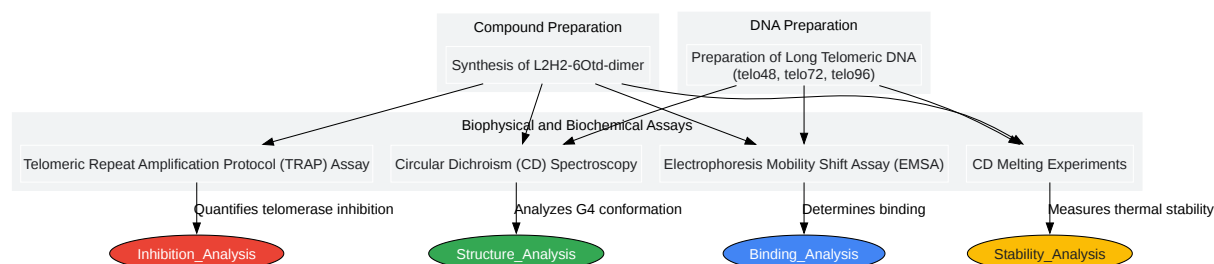 Compound Preparation
DNA Preparation
Synthesis of L2H2-6Otd-dimer
Preparation of Long Telomeric DNA
(telo48, telo72, telo96)
Biophysical and Biochemical Assays
Telomeric Repeat Amplification Protocol (TRAP) Assay
Circular Dichroism (CD) Spectroscopy
Electrophoresis Mobility Shift Assay (EMSA)
CD Melting Experiments
Quantifies telomerase inhibition
Analyzes G4 conformation
Determines binding
Measures thermal stability
Inhibition_Analysis
Structure_Analysis
Binding_Analysis
Stability_Analysis